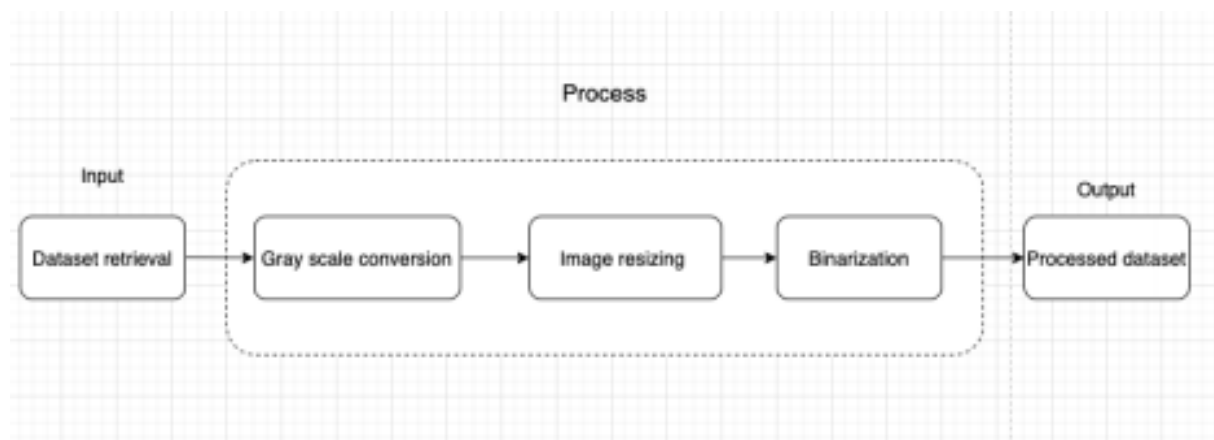 Process
Input
Output
Dataset retrieval
Gray scale conversion
Image resizing
Binarization
Processed dataset